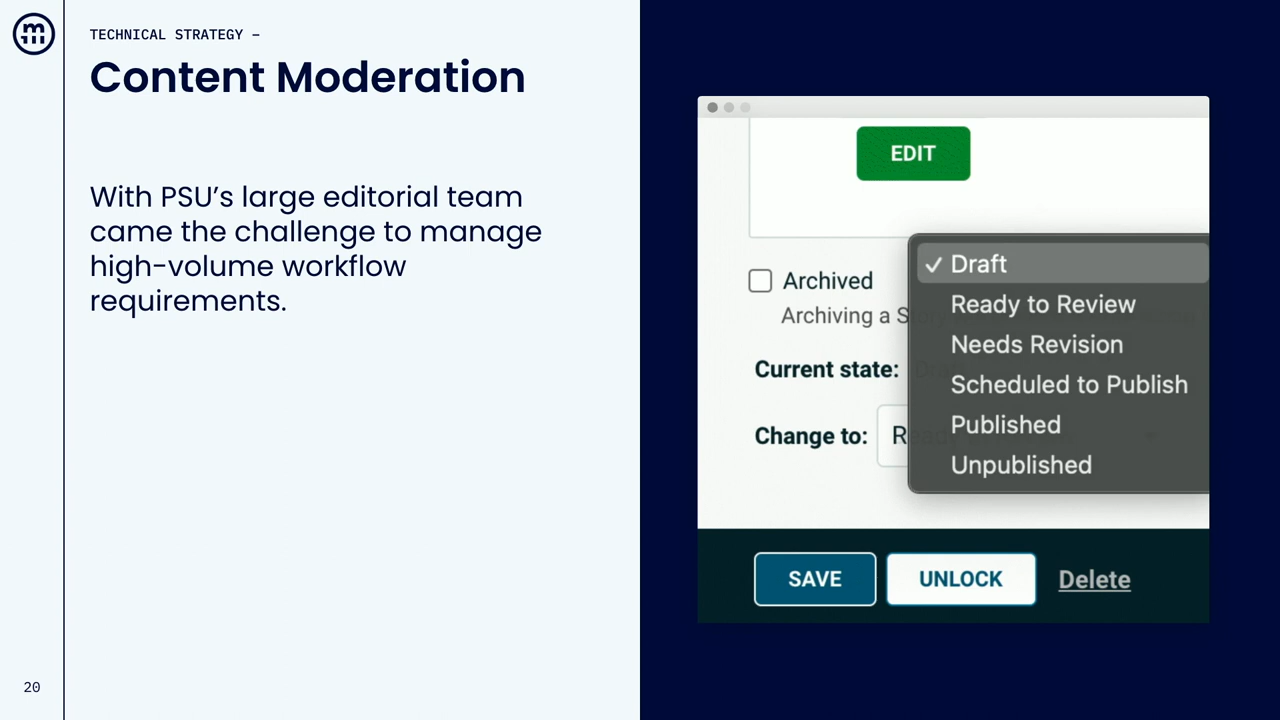 TECHNICAL STRATEGY –
Content Moderation
With PSU’s large editorial team
came the challenge to manage
high-volume workflow
requirements.
20
EDIT
Archived
Archiving a
Current state:
Change to:
✓ Draft
Ready to Review
Needs Revision
Scheduled to Publish
Published
Unpublished
SAVE
UNLOCK
Delete